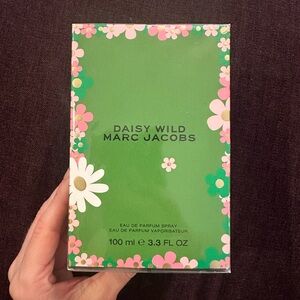 DAISY WILD
MARC JACOBS
EAU DE PARFUM SPRAY
EAU DE PARFUM VAPORISATEUR
100 ml ℮ 3.3 FL OZ